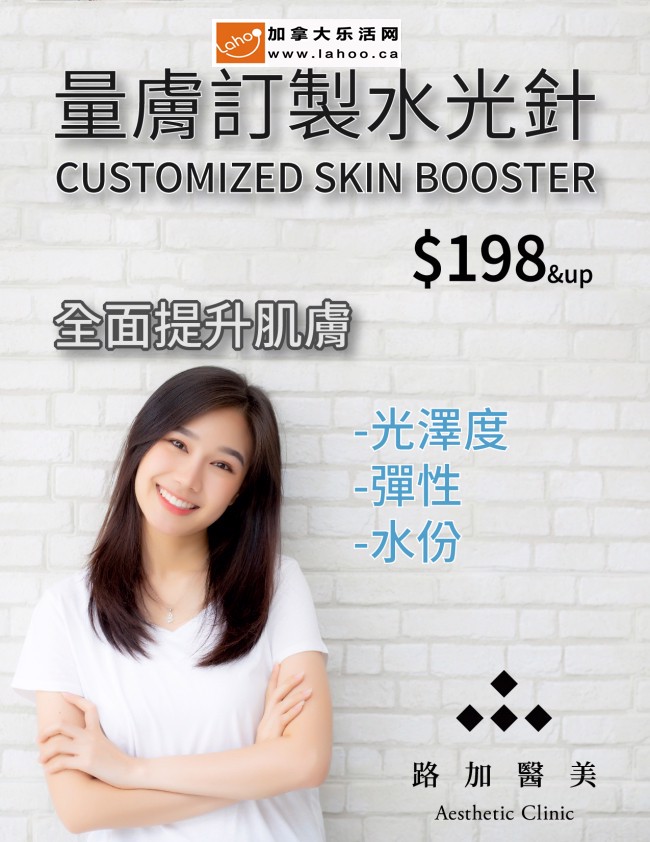 Lahoo
加拿大乐活网
www.lahoo.ca
量膚訂製水光針
CUSTOMIZED SKIN BOOSTER
$198&up
全面提升肌膚
-光澤度
-彈性
-水份
路加醫美
Aesthetic Clinic